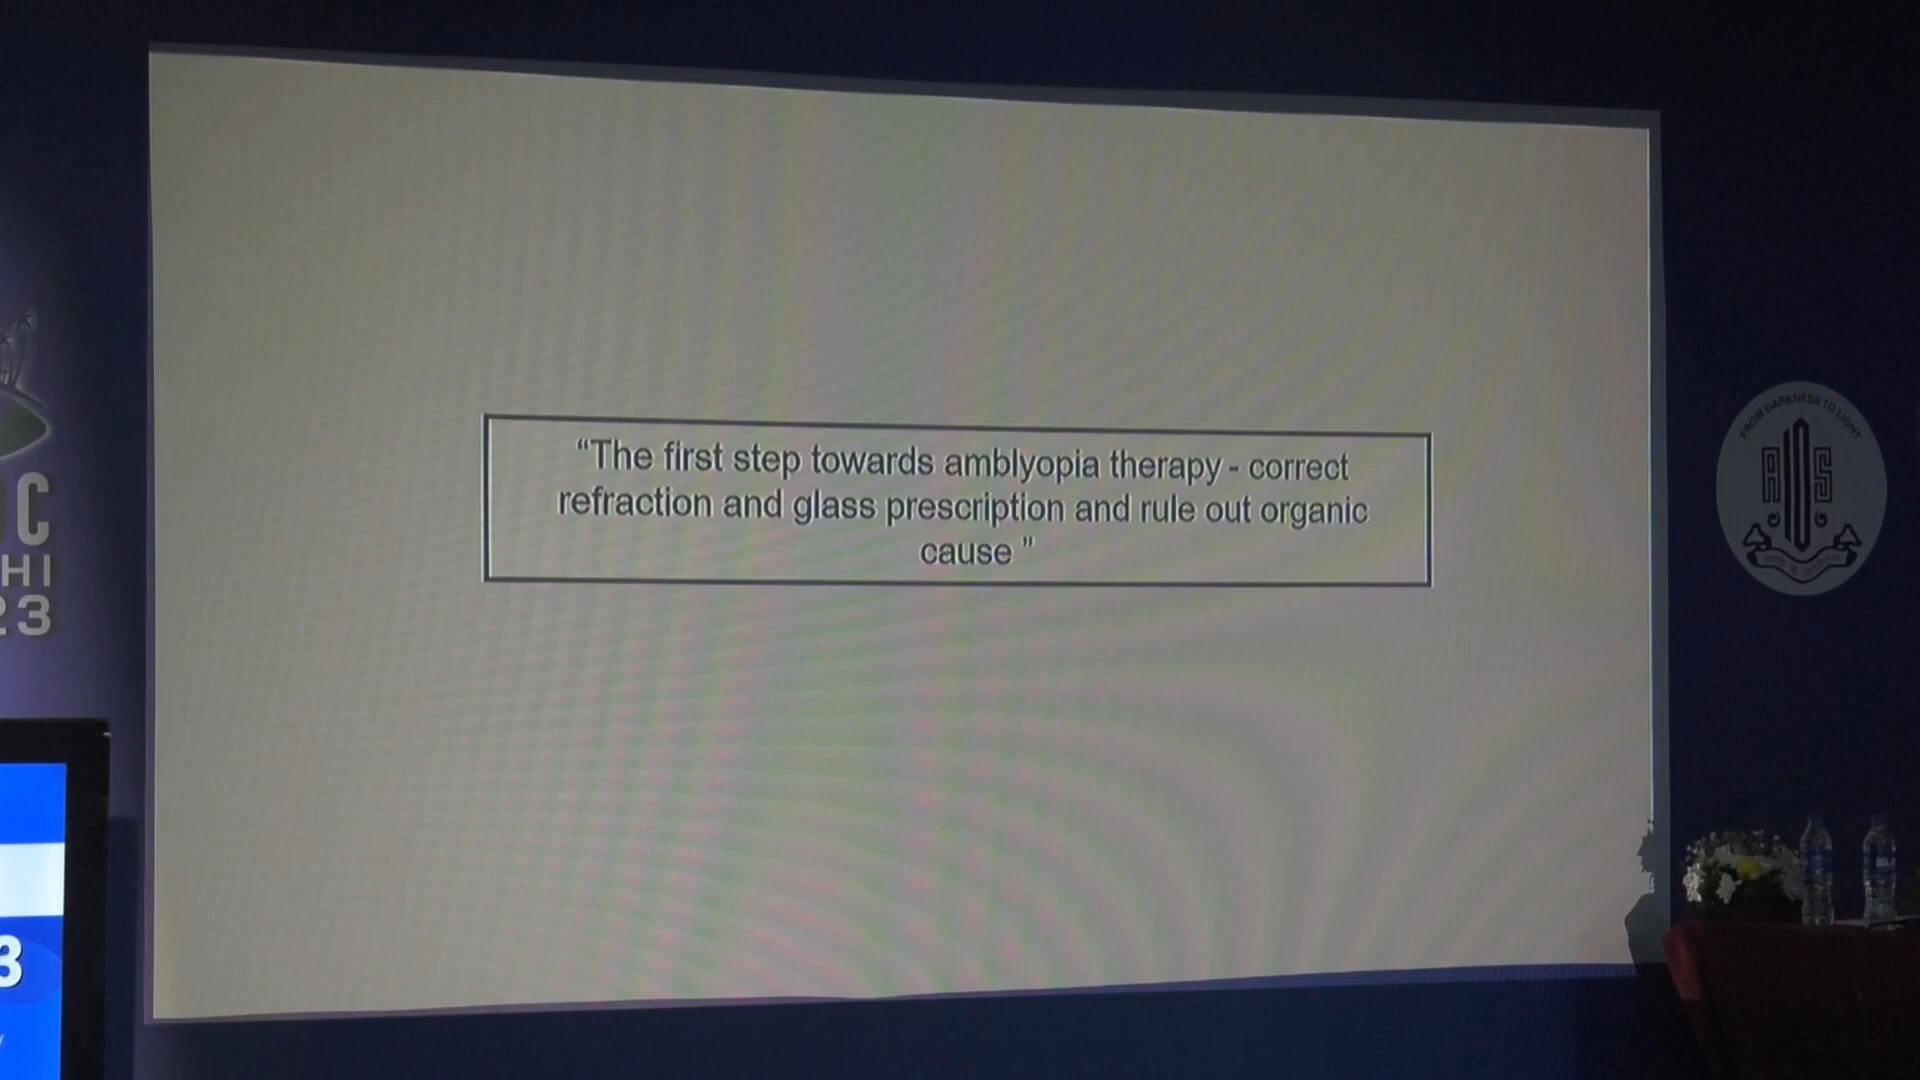 “The first step towards amblyopia therapy - correct
refraction and glass prescription and rule out organic
cause ”
C
HI
23
3
FROM DARKNESS TO LIGHT
AIOS